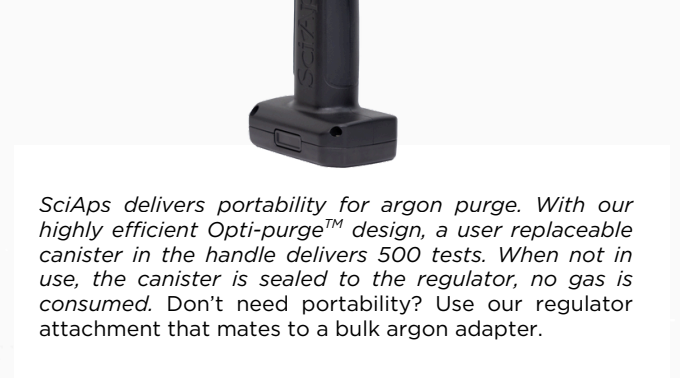 SciAps
SciAps delivers portability for argon purge. With our
highly efficient Opti-purge™ design, a user replaceable
canister in the handle delivers 500 tests. When not in
use, the canister is sealed to the regulator, no gas is
consumed. Don’t need portability? Use our regulator
attachment that mates to a bulk argon adapter.